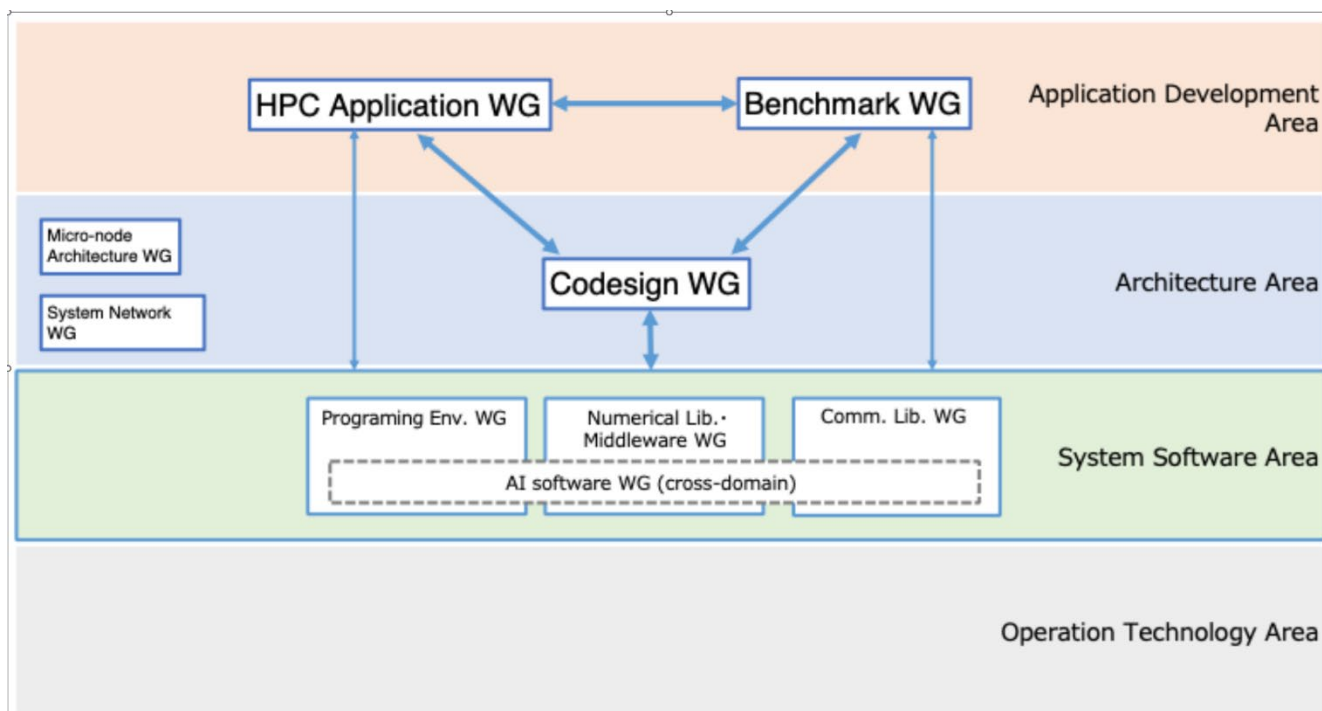 HPC Application WG
Benchmark WG
Application Development
Area
Micro-node
Architecture WG
System Network
WG
Codesign WG
Architecture Area
Programing Env. WG
Numerical Lib.・
Middleware WG
Comm. Lib. WG
AI software WG (cross-domain)
System Software Area
Operation Technology Area